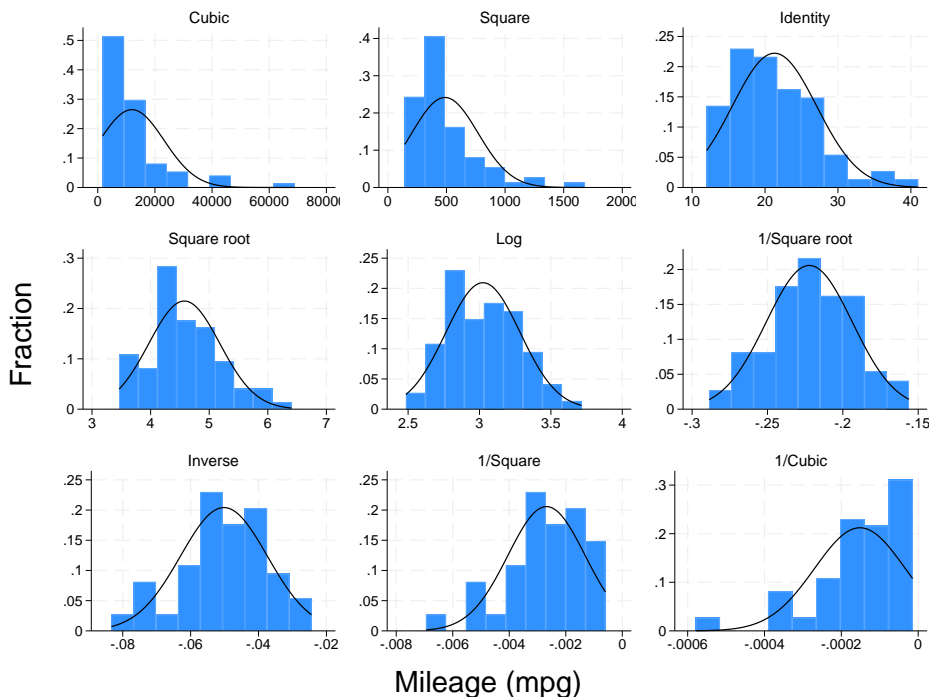 Cubic
.5
.4
.3
.2
.1
0
0 20000 40000 60000 80000
Square
.4
.3
.2
.1
0
0 500 1000 1500 2000
Identity
.25
.2
.15
.1
.05
0
10 20 30 40
Square root
.3
.2
.1
0
3 4 5 6 7
Log
.25
.2
.15
.1
.05
0
2.5 3 3.5 4
1/Square root
.2
.15
.1
.05
0
-.3 -.25 -.2 -.15
Inverse
.25
.2
.15
.1
.05
0
-.08 -.06 -.04 -.02
1/Square
.25
.2
.15
.1
.05
0
-.008 -.006 -.004 -.002 0
1/Cubic
.3
.2
.1
0
-.0006 -.0004 -.0002 0
Fraction
Mileage (mpg)